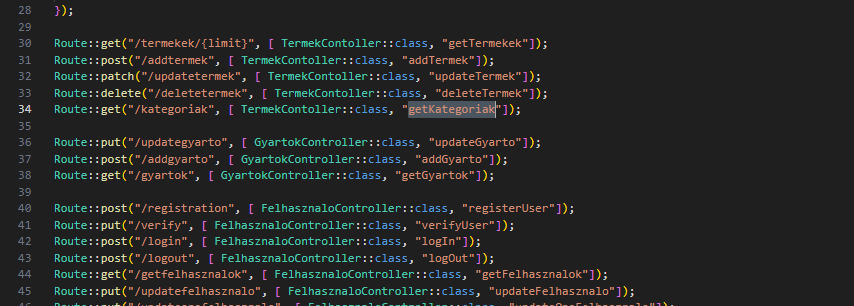 28 });
29
30 Route::get("/termekek/{limit}", [ TermekContoller::class, "getTermekek"]);
31 Route::post("/addtermek", [ TermekContoller::class, "addTermek"]);
32 Route::patch("/updatetermek", [ TermekContoller::class, "updateTermek"]);
33 Route::delete("/deletetermek", [ TermekContoller::class, "deleteTermek"]);
34 Route::get("/kategoriak", [ TermekContoller::class, "getKategoriak"]);
35
36 Route::put("/updategyarto", [ GyartokController::class, "updateGyarto"]);
37 Route::post("/addgyarto", [ GyartokController::class, "addGyarto"]);
38 Route::get("/gyartok", [ GyartokController::class, "getGyartok"]);
39
40 Route::post("/registration", [ FelhasznaloController::class, "registerUser"]);
41 Route::put("/verify", [ FelhasznaloController::class, "verifyUser"]);
42 Route::post("/login", [ FelhasznaloController::class, "logIn"]);
43 Route::post("/logout", [ FelhasznaloController::class, "logOut"]);
44 Route::get("/getfelhasznalok", [ FelhasznaloController::class, "getFelhasznalok"]);
45 Route::put("/updatefelhasznalo", [ FelhasznaloController::class, "updateFelhasznalo"]);